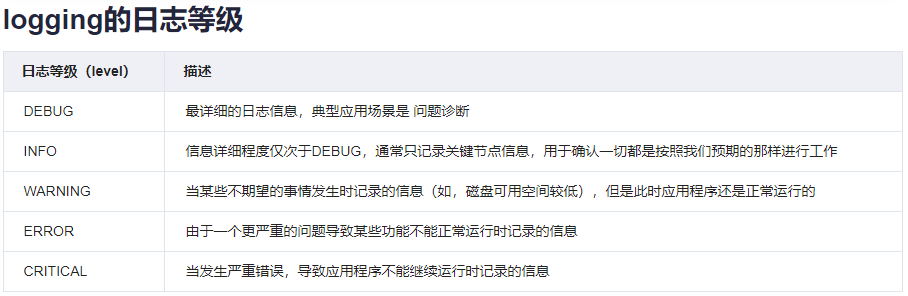 logging的日志等级
日志等级（level） 描述
DEBUG 最详细的日志信息，典型应用场景是 问题诊断
INFO 信息详细程度仅次于DEBUG，通常只记录关键节点信息，用于确认一切都是按照我们预期的那样进行工作
WARNING 当某些不期望的事情发生时记录的信息（如，磁盘可用空间较低），但是此时应用程序还是正常运行的
ERROR 由于一个更严重的问题导致某些功能不能正常运行时记录的信息
CRITICAL 当发生严重错误，导致应用程序不能继续运行时记录的信息